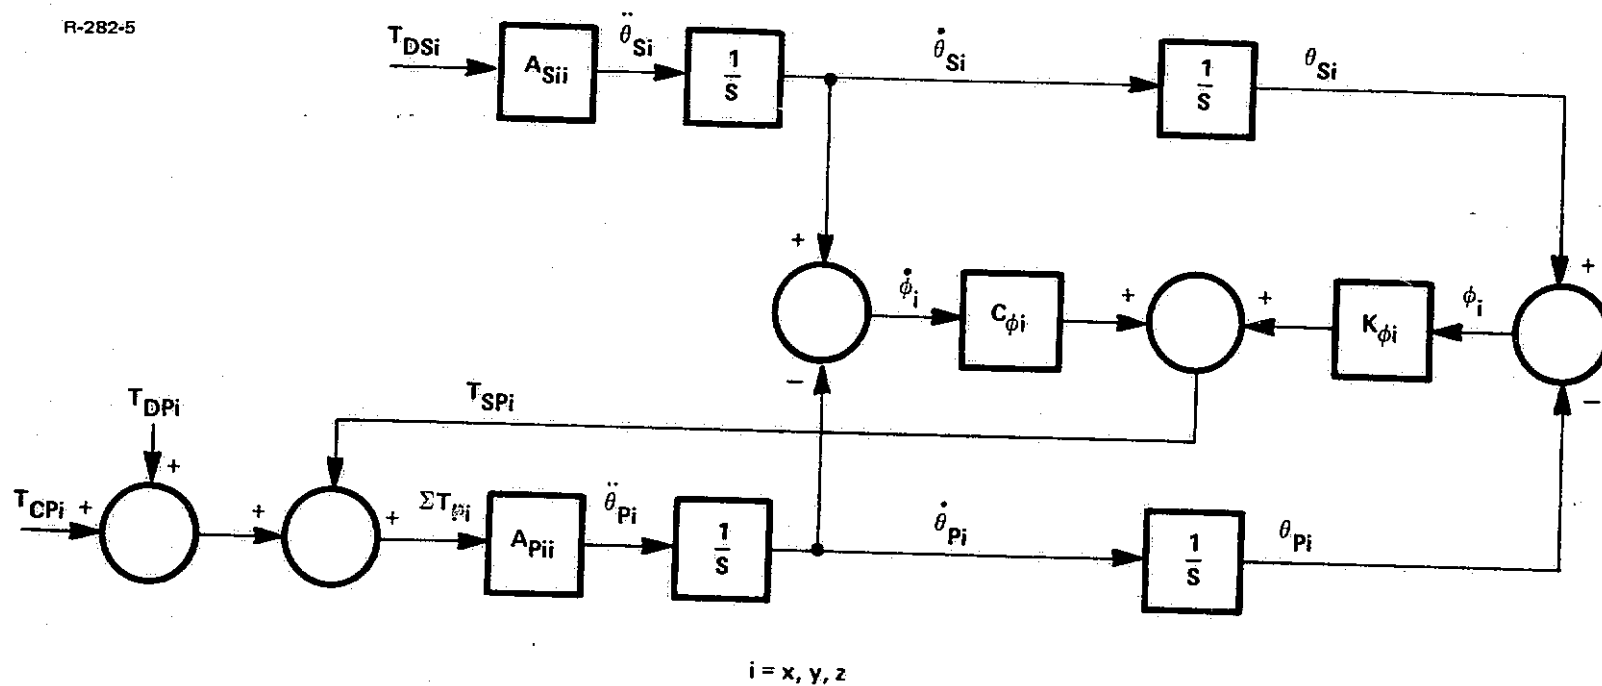 R-282-5
T_DSi
A_Sii
θ̈_Si
1/S
θ̇_Si
1/S
θ_Si
+
+
φ̇_i
C_φi
+
+
K_φi
φ_i
−
−
T_DPi
+
T_SPi
T_CPi
+
+
+
ΣT_Pi
A_Pii
θ̈_Pi
1/S
θ̇_Pi
1/S
θ_Pi
i = x, y, z